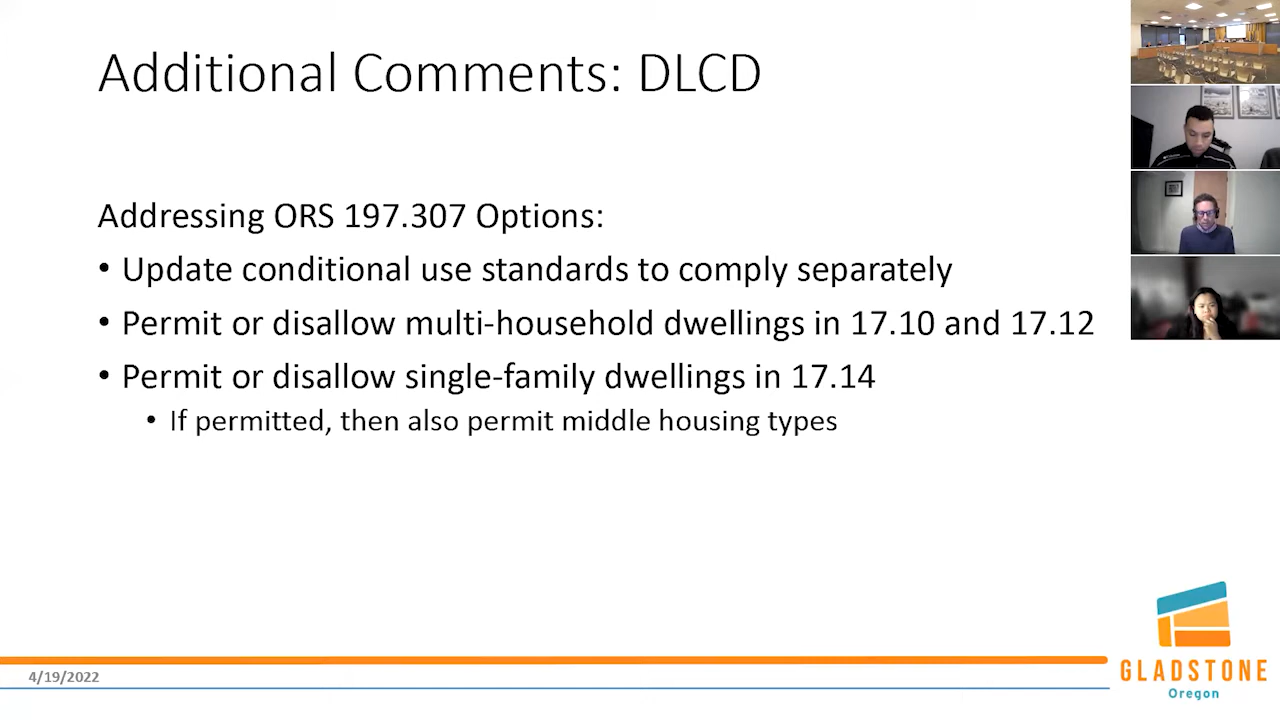 Additional Comments: DLCD
Addressing ORS 197.307 Options:
• Update conditional use standards to comply separately
• Permit or disallow multi-household dwellings in 17.10 and 17.12
• Permit or disallow single-family dwellings in 17.14
• If permitted, then also permit middle housing types
4/19/2022
GLADSTONE
Oregon